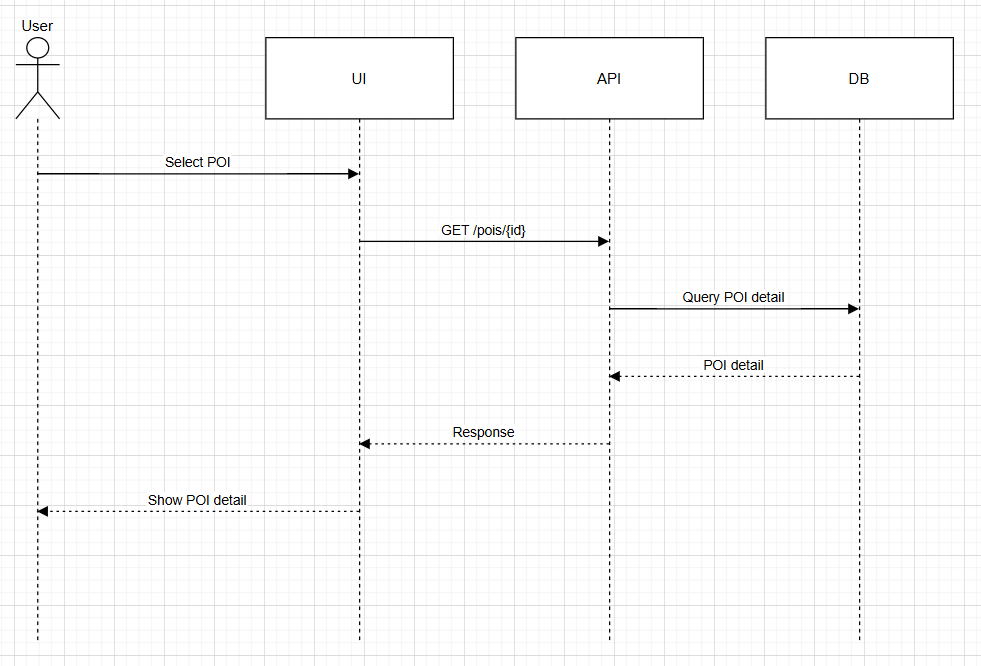 User
UI
API
DB
Select POI
GET /pois/{id}
Query POI detail
POI detail
Response
Show POI detail